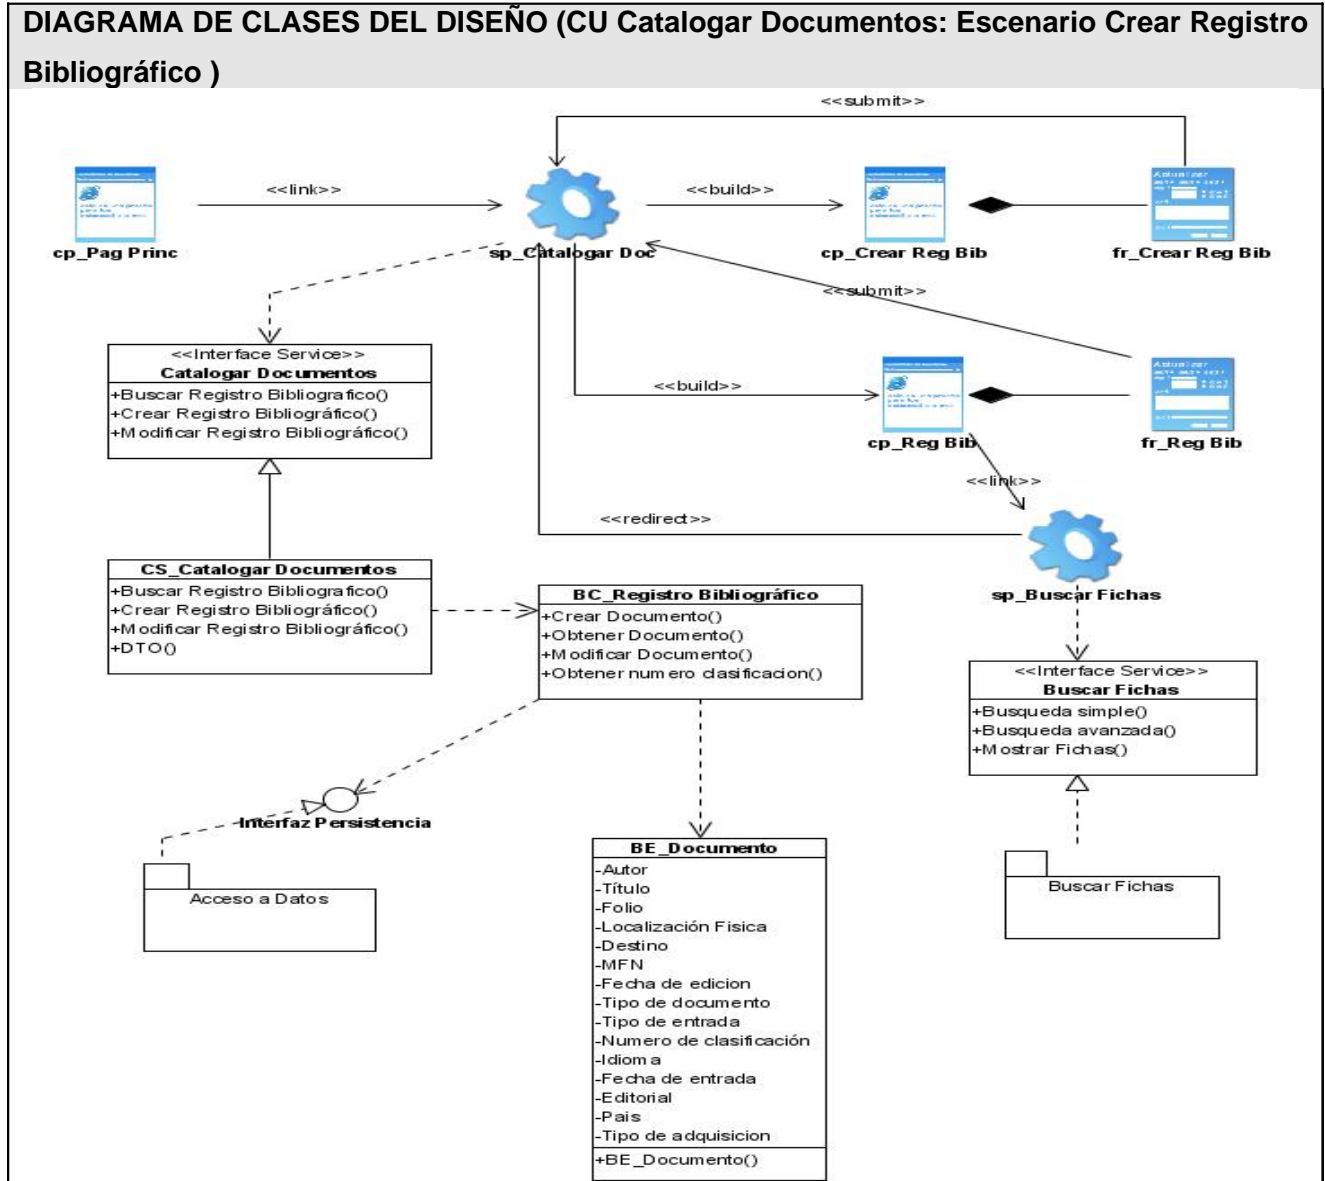 DIAGRAMA DE CLASES DEL DISEÑO (CU Catalogar Documentos: Escenario Crear Registro
Bibliográfico )
<<submit>>
<<link>>
<<build>>
cp_Pag Princ
sp_Catalogar Doc
cp_Crear Reg Bib
fr_Crear Reg Bib
<<submit>>
<<Interface Service>>
Catalogar Documentos
+Buscar Registro Bibliografico()
+Crear Registro Bibliográfico()
+Modificar Registro Bibliográfico()
<<build>>
cp_Reg Bib
fr_Reg Bib
<<link>>
<<redirect>>
sp_Buscar Fichas
CS_Catalogar Documentos
+Buscar Registro Bibliografico()
+Crear Registro Bibliográfico()
+Modificar Registro Bibliográfico()
+DTO()
BC_Registro Bibliográfico
+Crear Documento()
+Obtener Documento()
+Modificar Documento()
+Obtener numero clasificacion()
<<Interface Service>>
Buscar Fichas
+Busqueda simple()
+Busqueda avanzada()
+Mostrar Fichas()
Interfaz Persistencia
Acceso a Datos
Buscar Fichas
BE_Documento
-Autor
-Título
-Folio
-Localización Fisica
-Destino
-MFN
-Fecha de edicion
-Tipo de documento
-Tipo de entrada
-Numero de clasificación
-Idioma
-Fecha de entrada
-Editorial
-Pais
-Tipo de adquisicion
+BE_Documento()